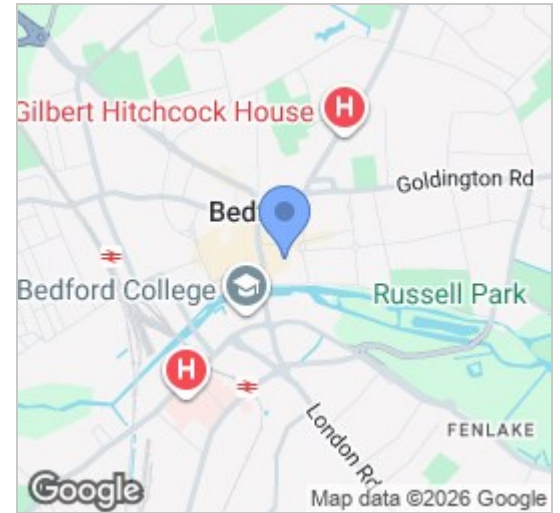 Gilbert Hitchcock House
H
Goldington Rd
Bed
Bedford College
Russell Park
H
London Rd
FENLAKE
Google
Map data ©2026 Google